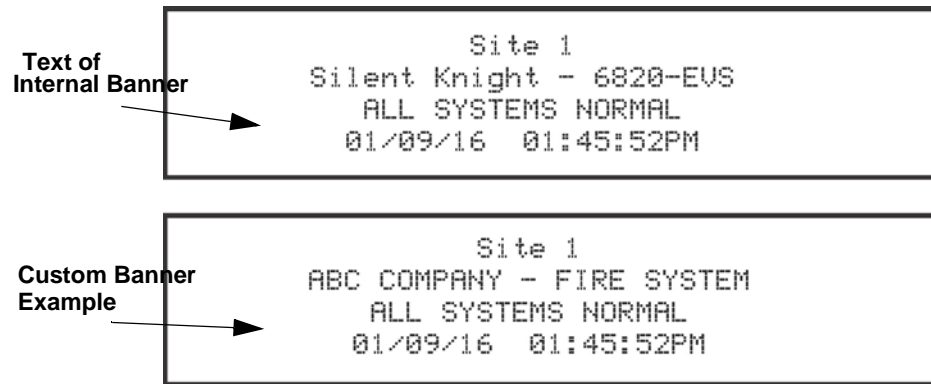 Text of
Internal Banner
Site 1
Silent Knight - 6820-EVS
ALL SYSTEMS NORMAL
01/09/16 01:45:52PM
Custom Banner
Example
Site 1
ABC COMPANY - FIRE SYSTEM
ALL SYSTEMS NORMAL
01/09/16 01:45:52PM